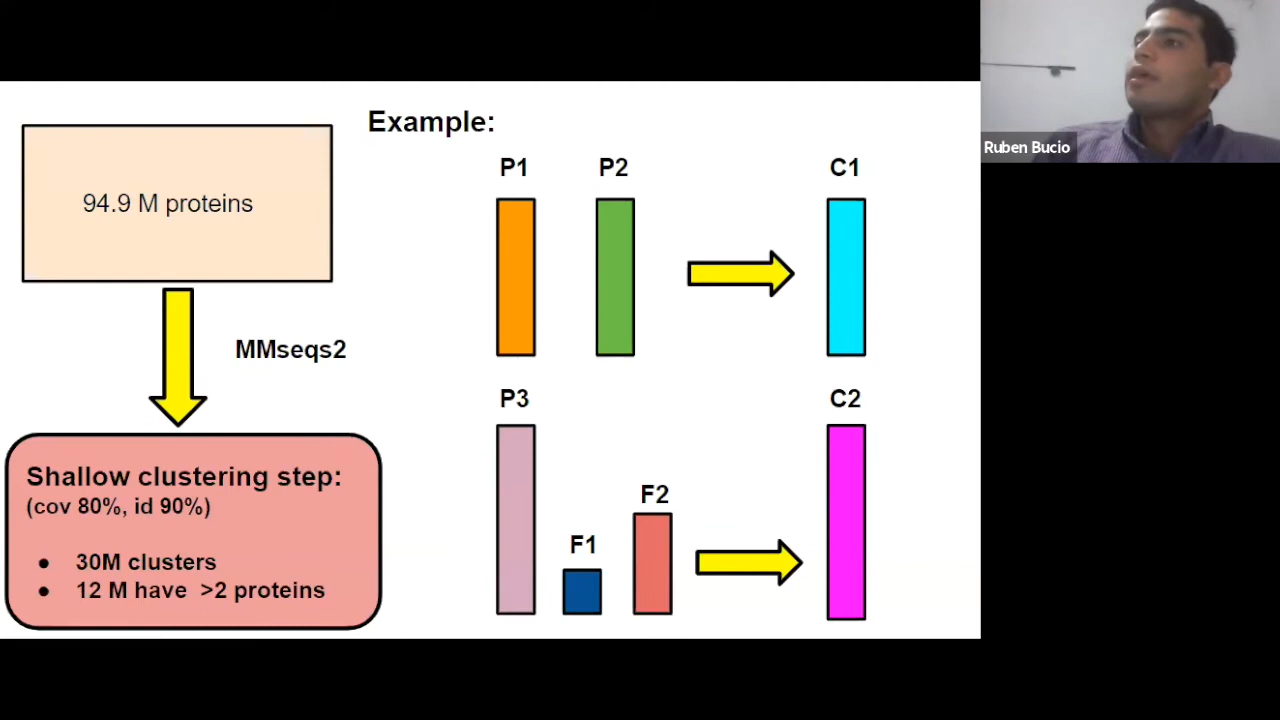 Example:
94.9 M proteins
MMseqs2
Shallow clustering step:
(cov 80%, id 90%)
● 30M clusters
● 12 M have >2 proteins
P1
P2
C1
P3
F1
F2
C2
Ruben Bucio